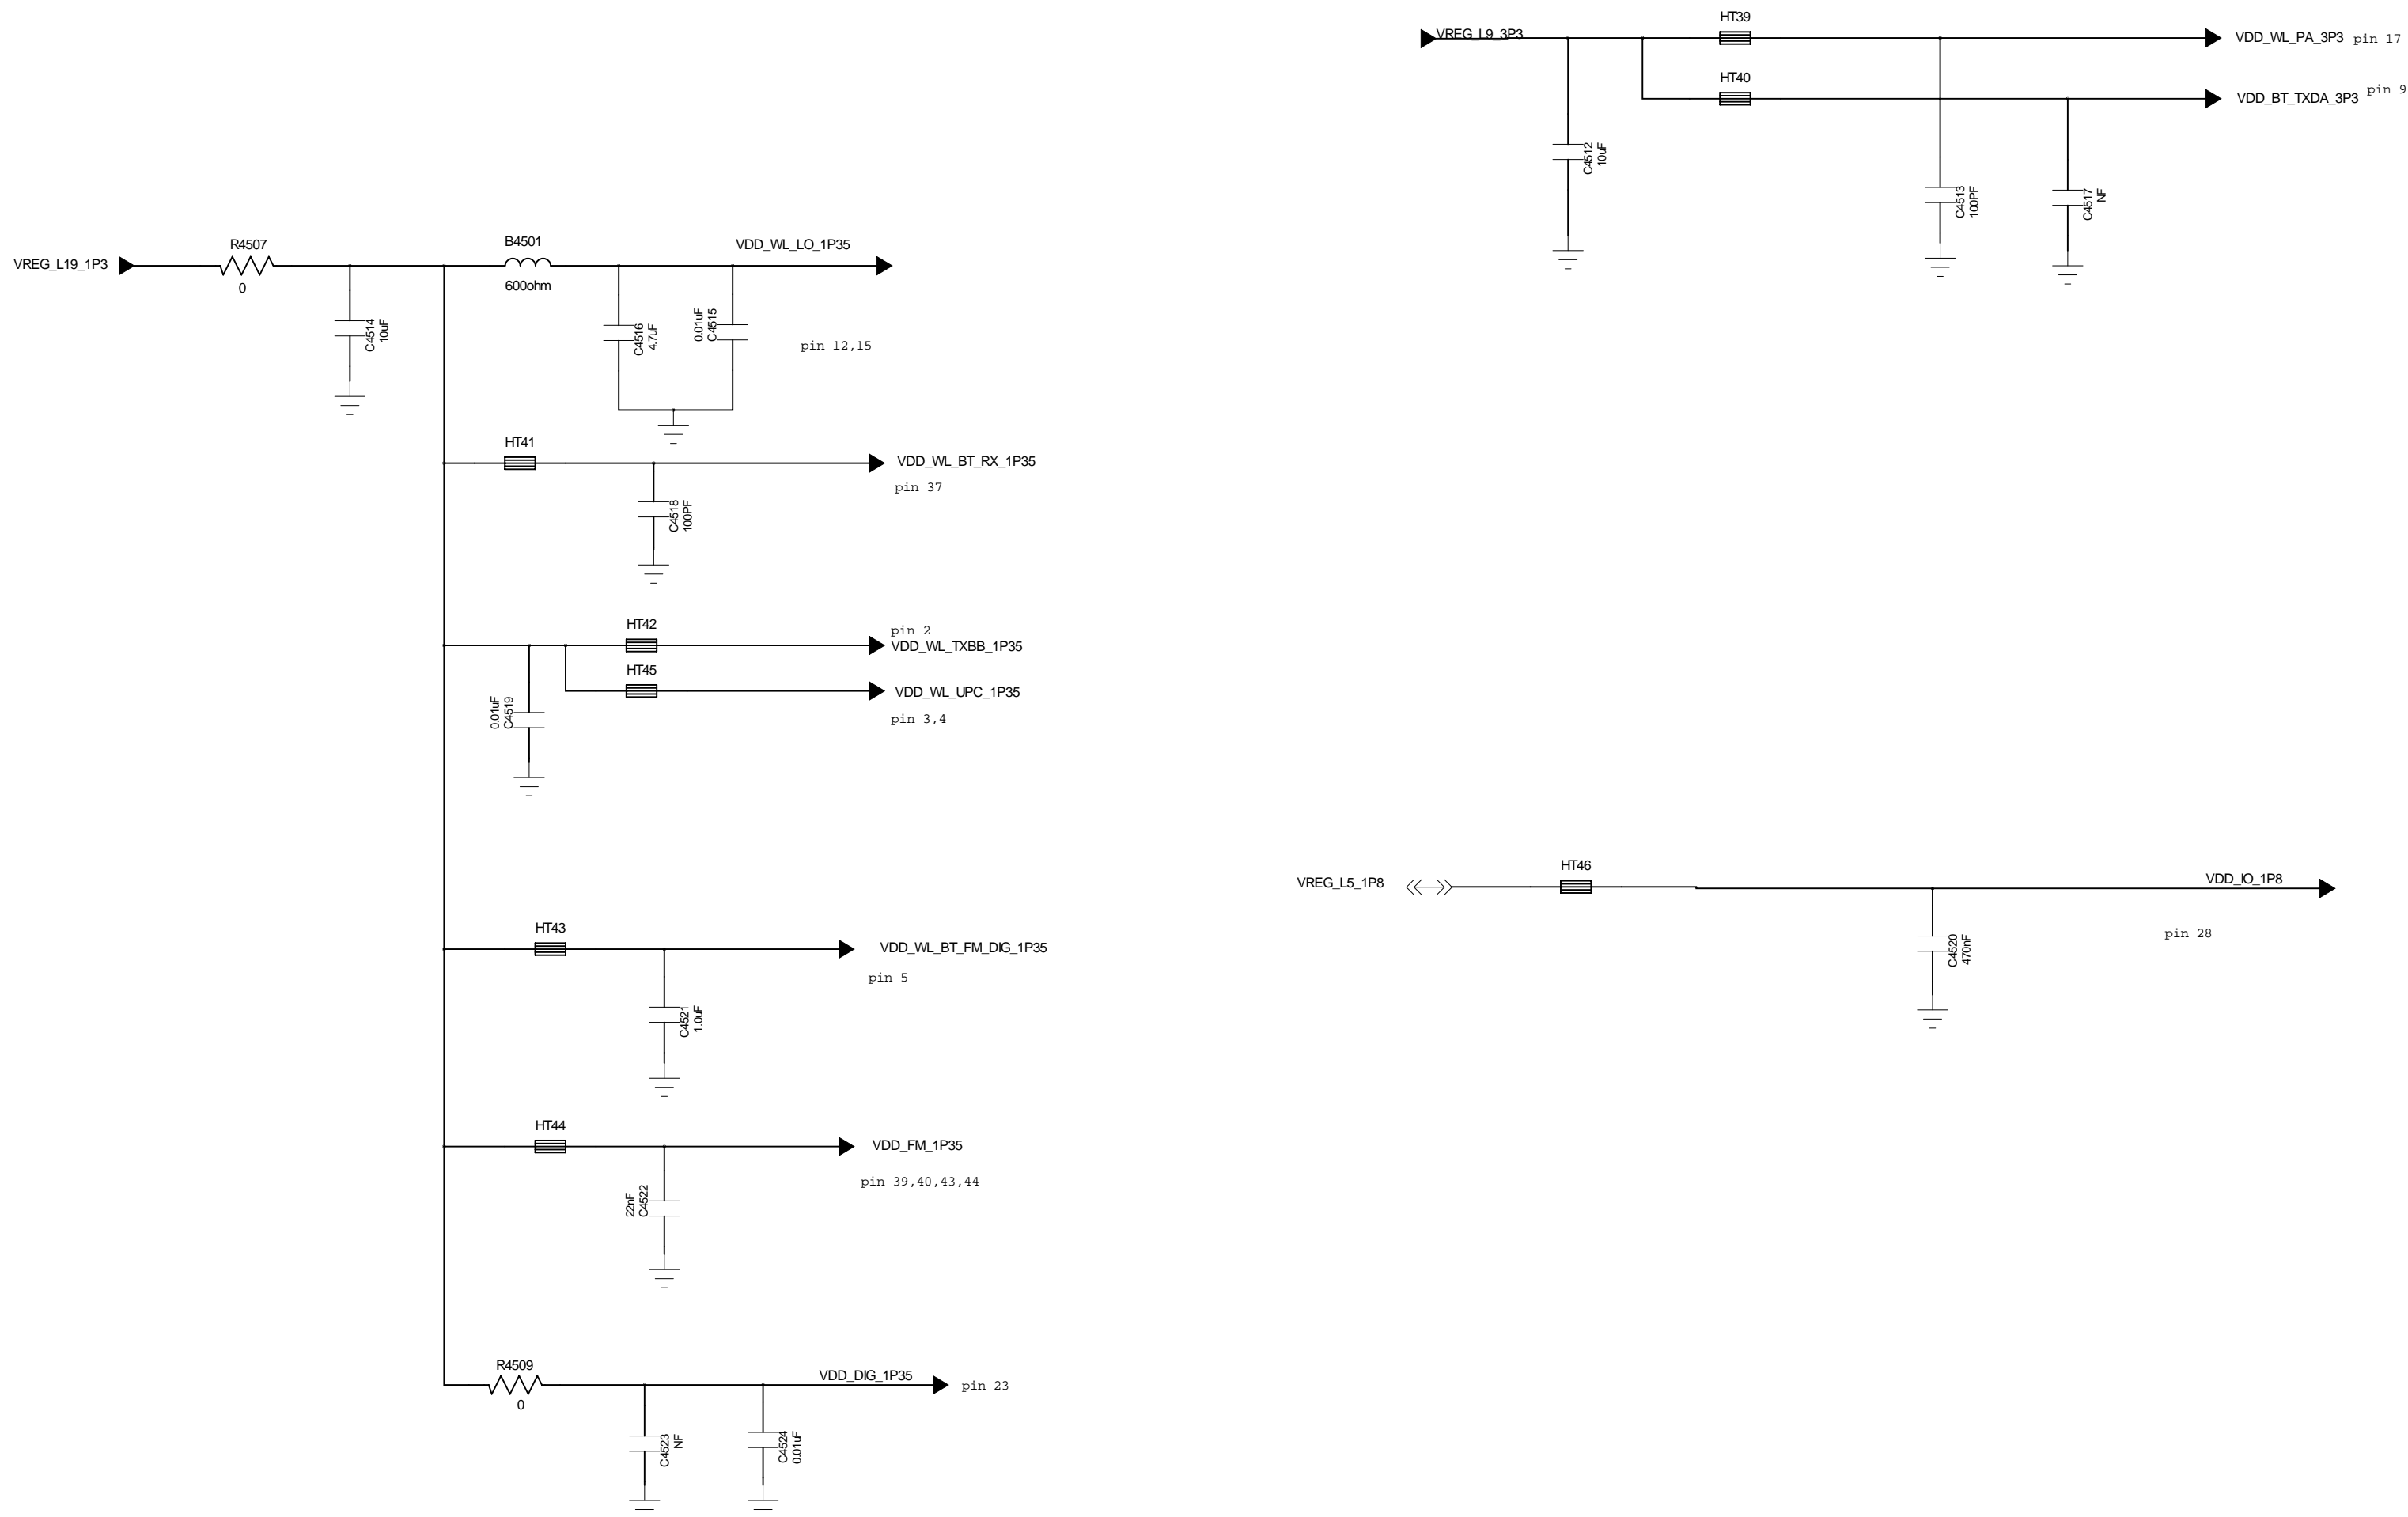 HT39
VREG_L9_3P3
VDD_WL_PA_3P3 pin 17
HT40
VDD_BT_TXDA_3P3 pin 9
C4512
10uF
C4513
100PF
C4517
NF
R4507
B4501
VDD_WL_LO_1P35
VREG_L19_1P3
0
600ohm
C4514
10uF
C4516
4.7uF
0.01uF
C4515
pin 12,15
HT41
VDD_WL_BT_RX_1P35
pin 37
C4518
100PF
HT42
pin 2
VDD_WL_TXBB_1P35
HT45
VDD_WL_UPC_1P35
pin 3,4
0.01uF
C4519
HT46
VREG_L5_1P8
VDD_IO_1P8
pin 28
C4520
470nF
HT43
VDD_WL_BT_FM_DIG_1P35
pin 5
C4521
1.0uF
HT44
VDD_FM_1P35
pin 39,40,43,44
22nF
C4522
R4509
VDD_DIG_1P35
pin 23
0
C4523
NF
C4524
0.01uF